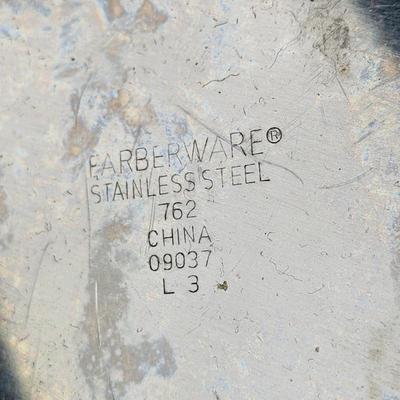 FARBERWARE®
STAINLESS STEEL
762
CHINA
09037
L 3